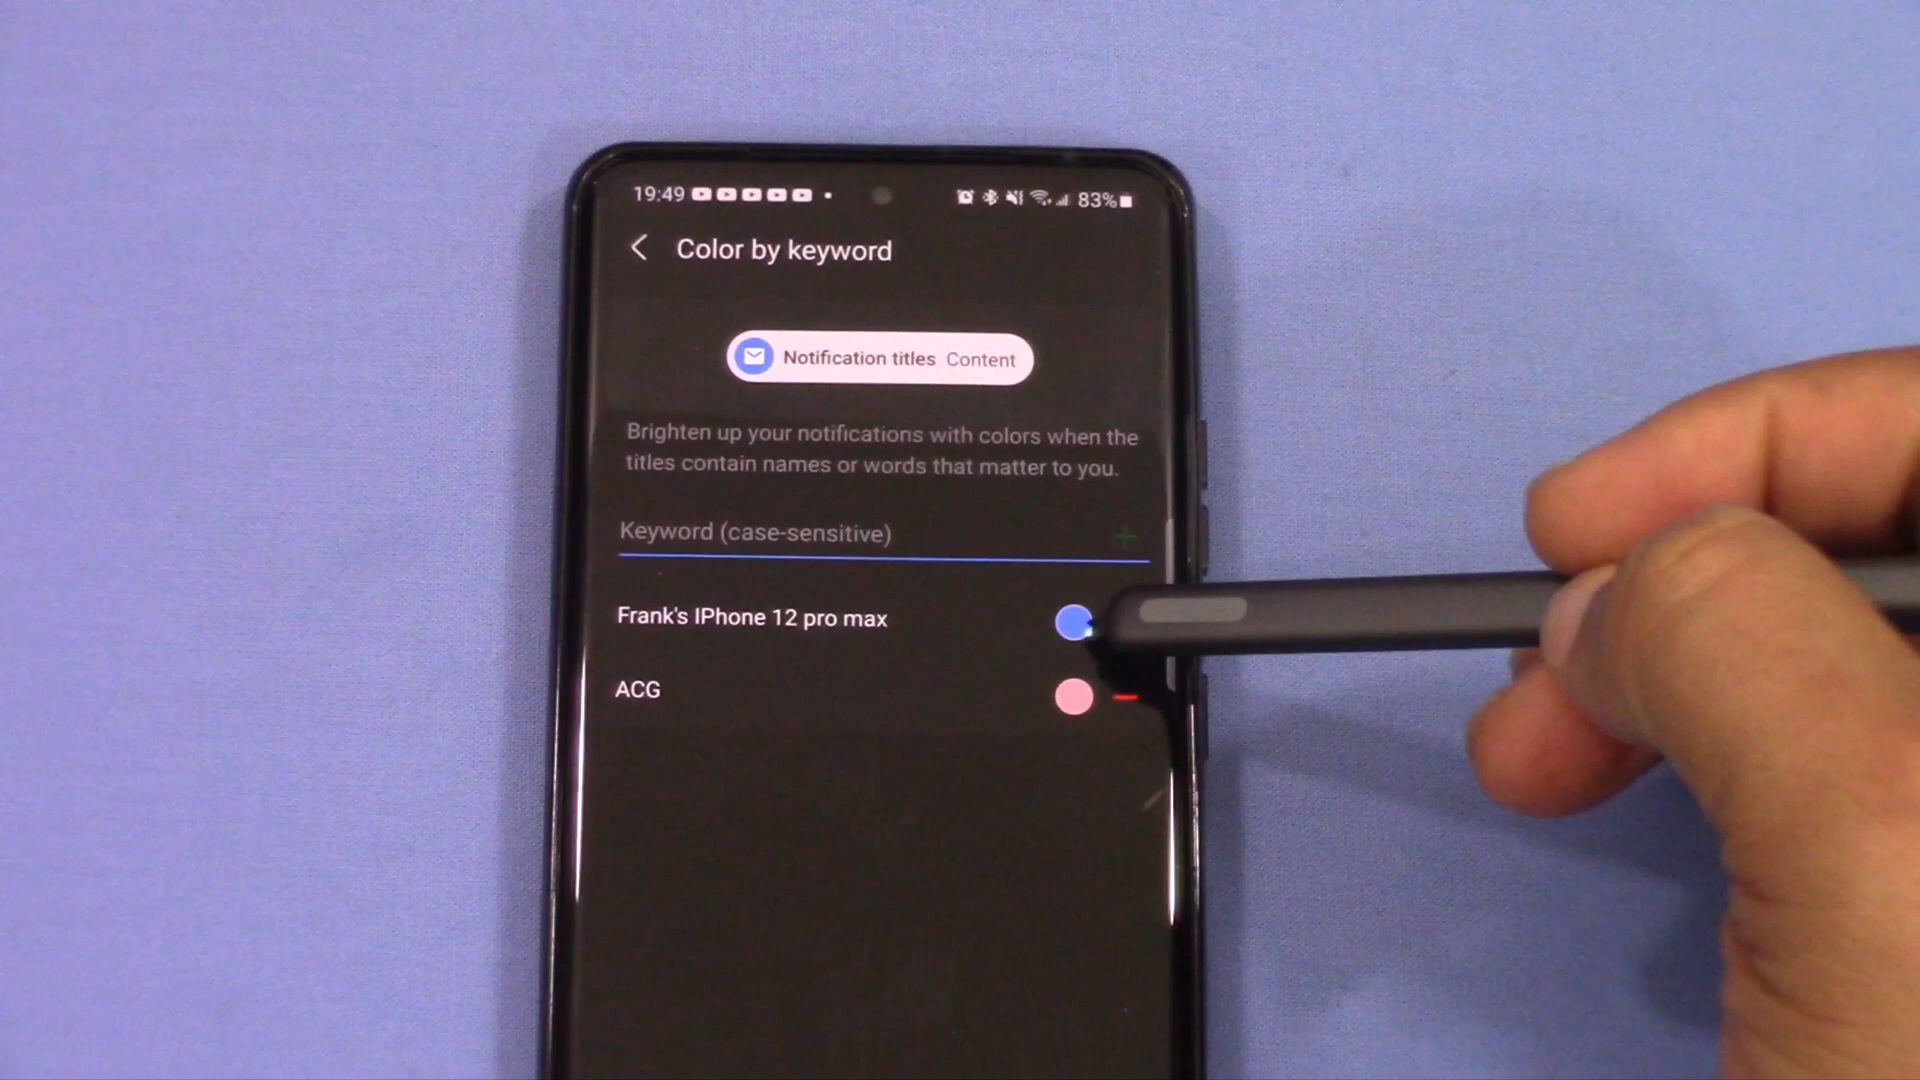 19:49 83%
Color by keyword
Notification titles Content
Brighten up your notifications with colors when the
titles contain names or words that matter to you.
Keyword (case-sensitive)
Frank's IPhone 12 pro max
ACG